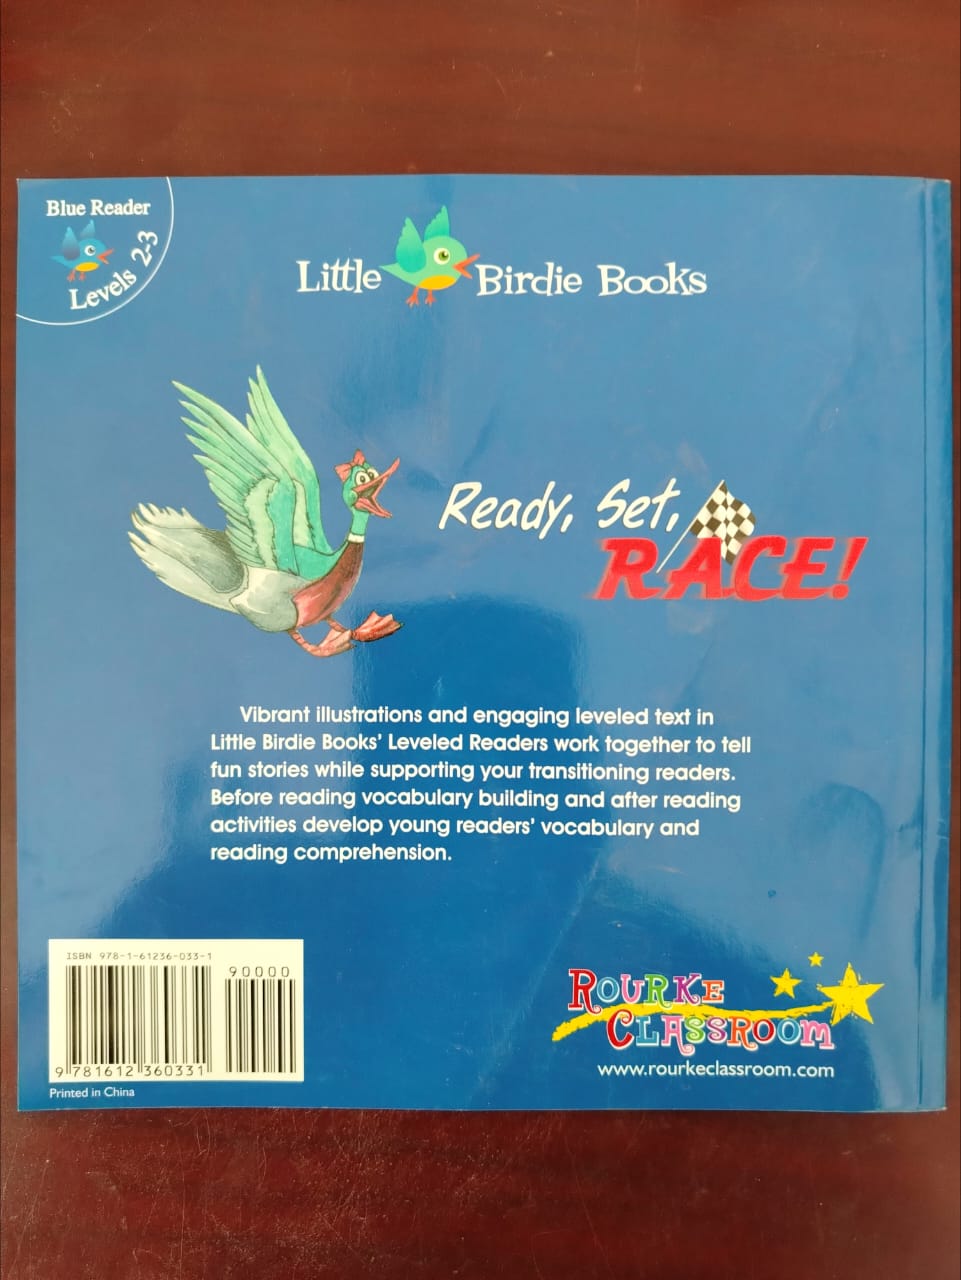 Blue Reader
Levels 2-3
Little Birdie Books
Ready, Set,
RACE!
Vibrant illustrations and engaging leveled text in
Little Birdie Books' Leveled Readers work together to tell
fun stories while supporting your transitioning readers.
Before reading vocabulary building and after reading
activities develop young readers' vocabulary and
reading comprehension.
ISBN 978-1-61236-033-1
90000
9 781612 360331
Printed in China
ROURKE
CLASSROOM
www.rourkeclassroom.com